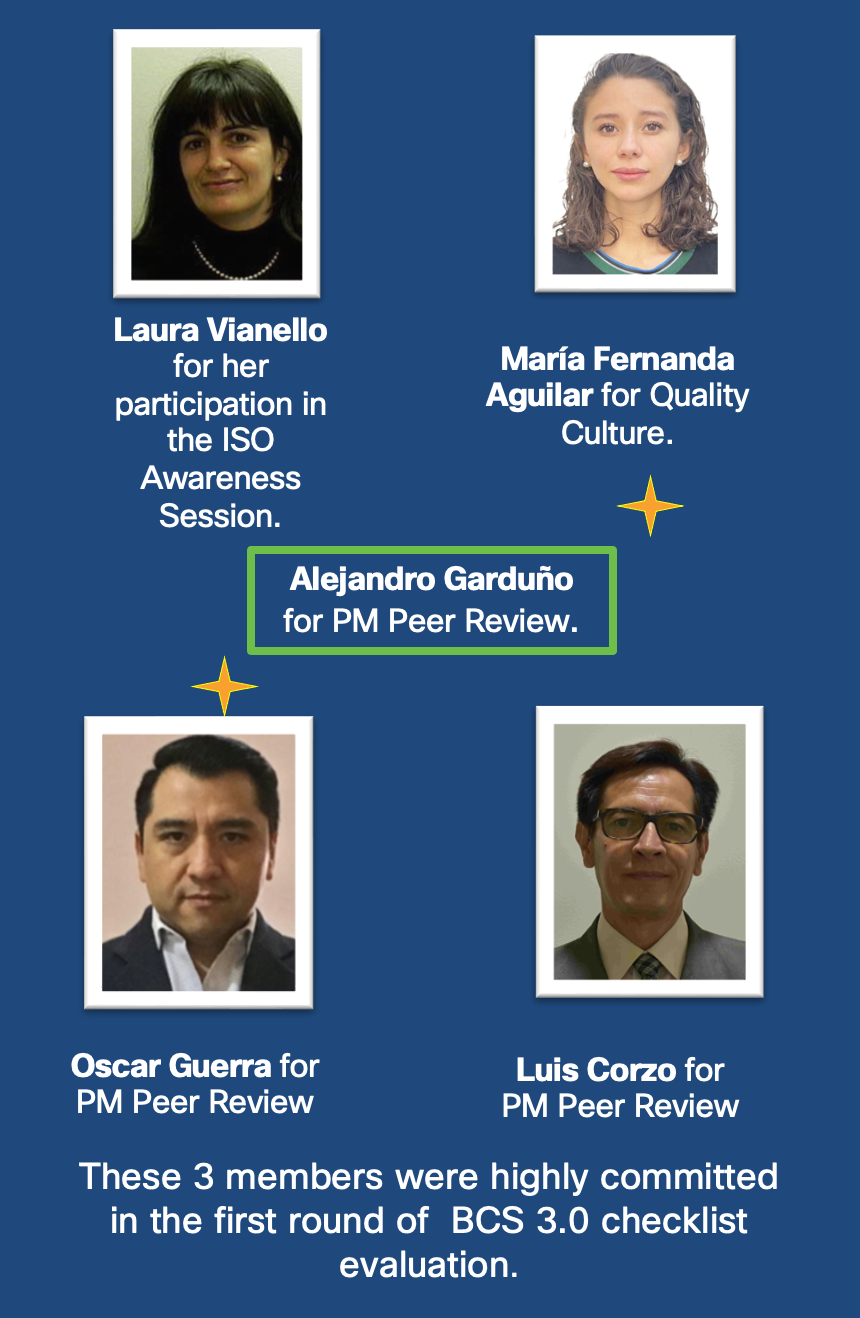 Laura Vianello
for her
participation in
the ISO
Awareness
Session.
María Fernanda
Aguilar for Quality
Culture.
Alejandro Garduño
for PM Peer Review.
Oscar Guerra for
PM Peer Review
Luis Corzo for
PM Peer Review
These 3 members were highly committed
in the first round of  BCS 3.0 checklist
evaluation.